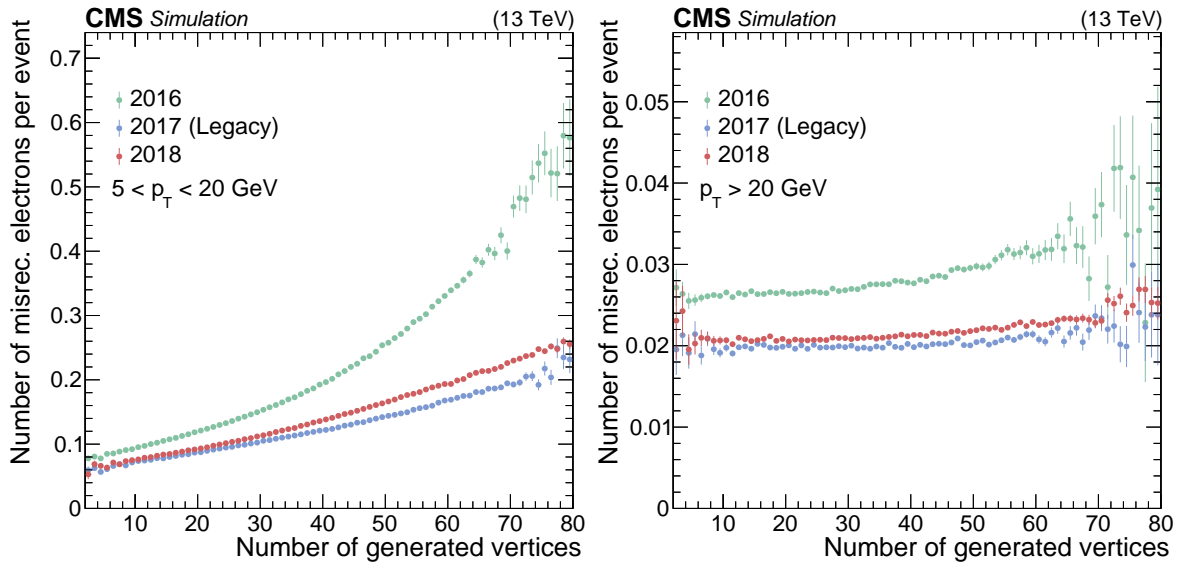 CMS Simulation (13 TeV)
Number of misrec. electrons per event
0.7
0.6
0.5
0.4
0.3
0.2
0.1
0
2016
2017 (Legacy)
2018
5 < pT < 20 GeV
10 20 30 40 50 60 70 80
Number of generated vertices
CMS Simulation (13 TeV)
Number of misrec. electrons per event
0.05
0.04
0.03
0.02
0.01
0
2016
2017 (Legacy)
2018
pT > 20 GeV
10 20 30 40 50 60 70 80
Number of generated vertices